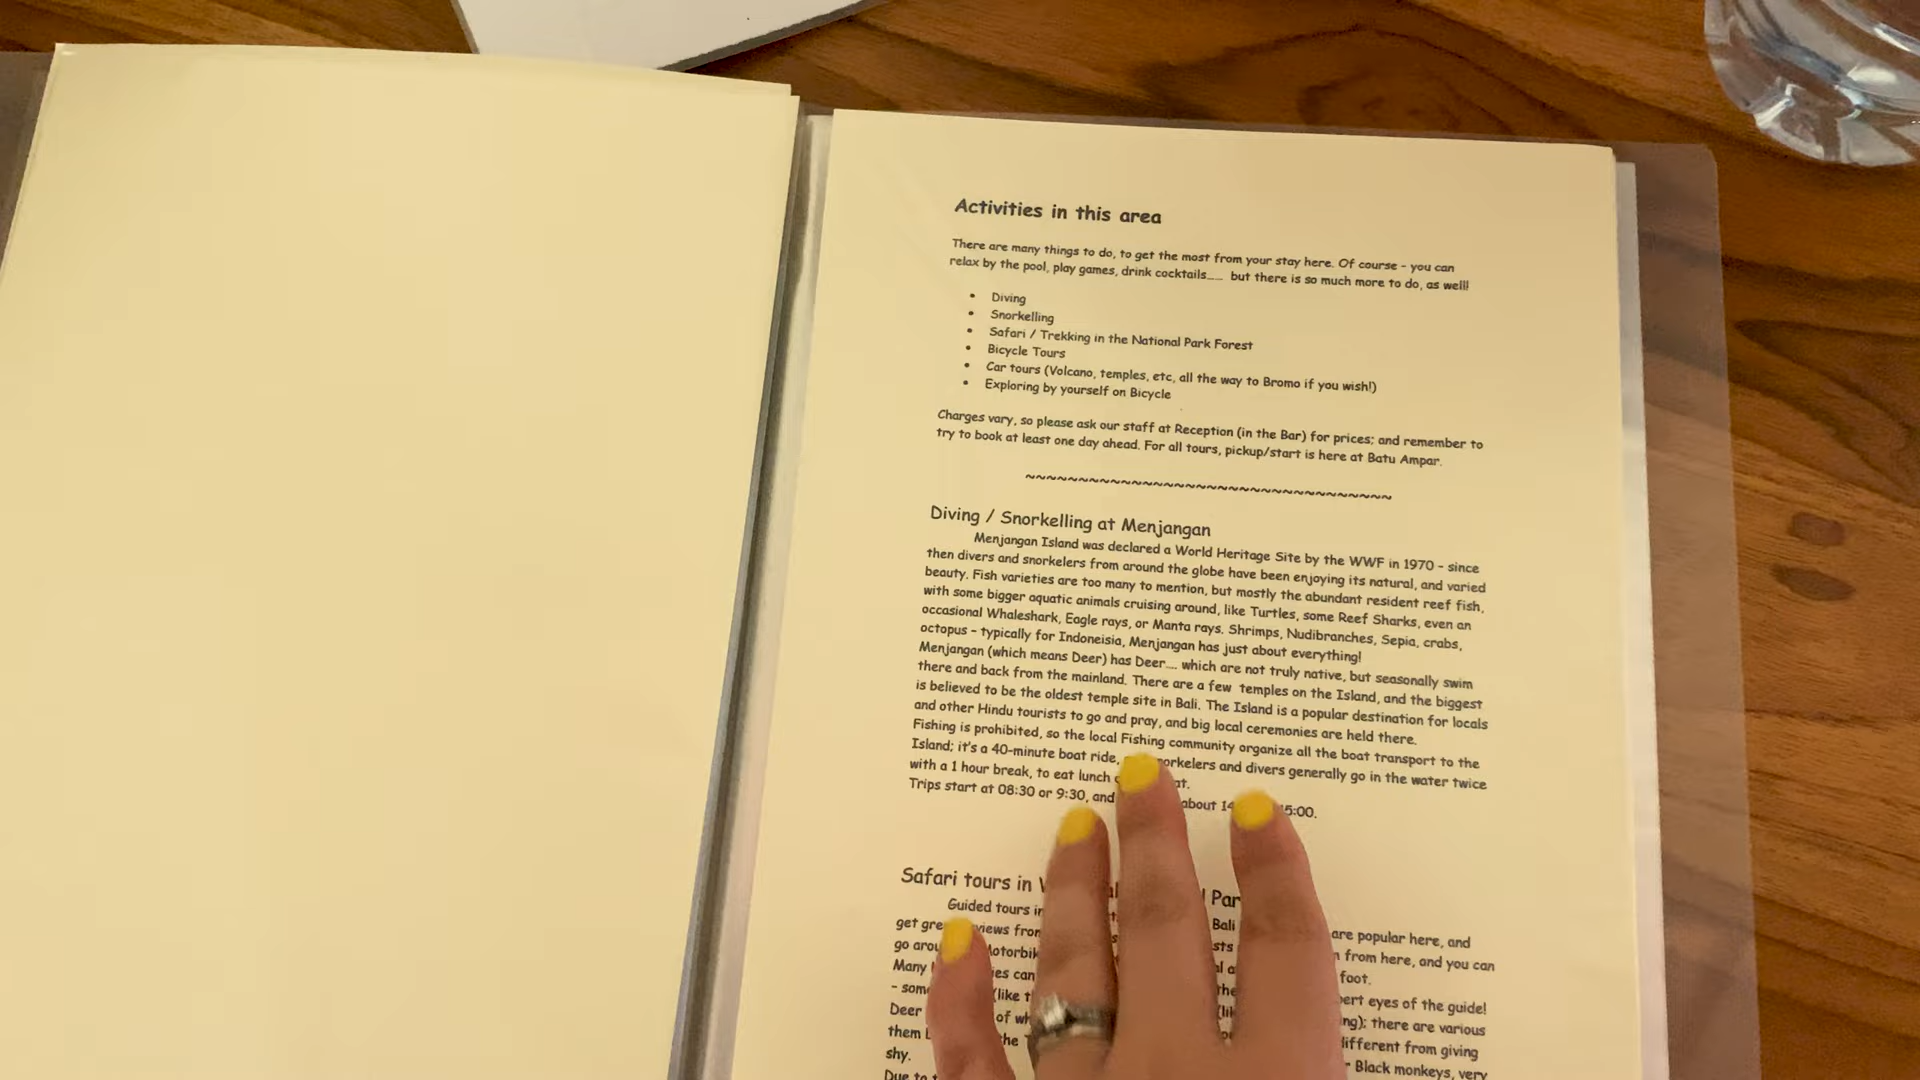 Activities in this area
There are many things to do, to get the most from your stay here. Of course - you can
relax by the pool, play games, drink cocktails...... but there is so much more to do, as well!
• Diving
• Snorkelling
• Safari / Trekking in the National Park Forest
• Bicycle Tours
• Car tours (Volcano, temples, etc, all the way to Bromo if you wish!)
• Exploring by yourself on Bicycle
Charges vary, so please ask our staff at Reception (in the Bar) for prices; and remember to
try to book at least one day ahead. For all tours, pickup/start is here at Batu Ampar.
~~~~~~~~~~~~~~~~~~~~~~~~~~~~~~~~~~~
Diving / Snorkelling at Menjangan
Menjangan Island was declared a World Heritage Site by the WWF in 1970 - since
then divers and snorkelers from around the globe have been enjoying its natural, and varied
beauty. Fish varieties are too many to mention, but mostly the abundant resident reef fish,
with some bigger aquatic animals cruising around, like Turtles, some Reef Sharks, even an
occasional Whaleshark, Eagle rays, or Manta rays. Shrimps, Nudibranches, Sepia, crabs,
octopus - typically for Indoneisia, Menjangan has just about everything!
Menjangan (which means Deer) has Deer.... which are not truly native, but seasonally swim
there and back from the mainland. There are a few temples on the Island, and the biggest
is believed to be the oldest temple site in Bali. The Island is a popular destination for locals
and other Hindu tourists to go and pray, and big local ceremonies are held there.
Fishing is prohibited, so the local Fishing community organize all the boat transport to the
Island; it's a 40-minute boat ride, orkelers and divers generally go in the water twice
with a 1 hour break, to eat lunch at.
Trips start at 08:30 or 9:30, and about 14 5:00.
Safari tours in Par
Guided tours in Bali are popular here, and
get gre views from sts from here, and you can
go arou Motorbik foot.
Many ies can the ert eyes of the guide!
- som (like t (lik ng); there are various
Deer of wh different from giving
them the Black monkeys, very
shy.
Due to